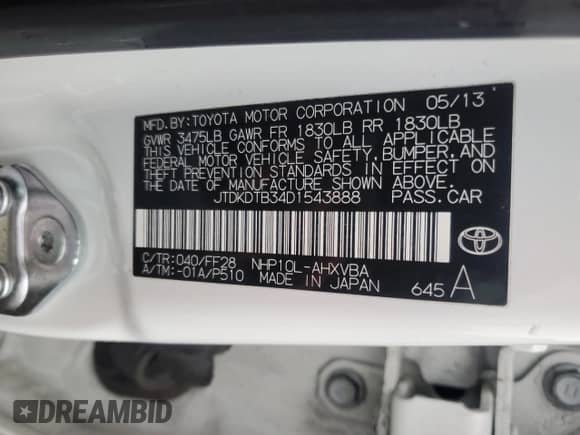 MFD.BY:TOYOTA MOTOR CORPORATION 05/13
GVWR 3475LB GAWR FR 1830LB RR 1830LB
THIS VEHICLE CONFORMS TO ALL APPLICABLE
FEDERAL MOTOR VEHICLE SAFETY,BUMPER,AND
THEFT PREVENTION STANDARDS IN EFFECT ON
THE DATE OF MANUFACTURE SHOWN ABOVE.
JTDKDTB34D1543888 PASS.CAR
C/TR:040/FF28 NHP10L-AHXVBA
A/TM:-01A/P510 MADE IN JAPAN
645 A
DREAMBID